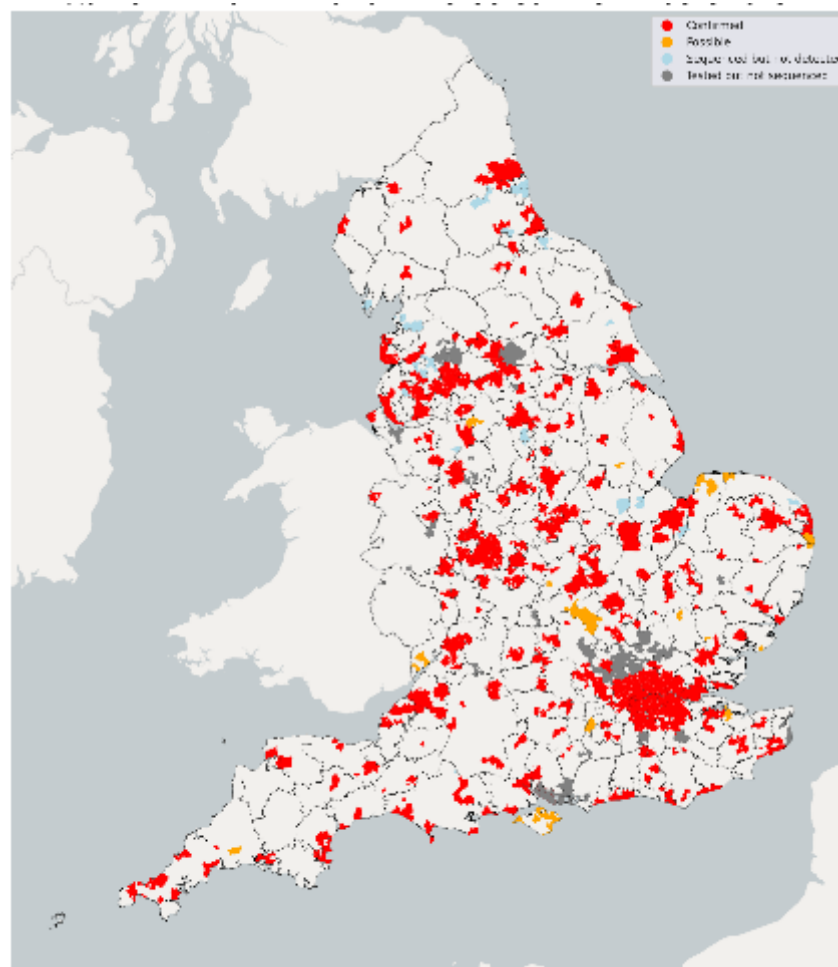 Confirmed
Possible
Sequenced but not detected
Tested but not sequenced